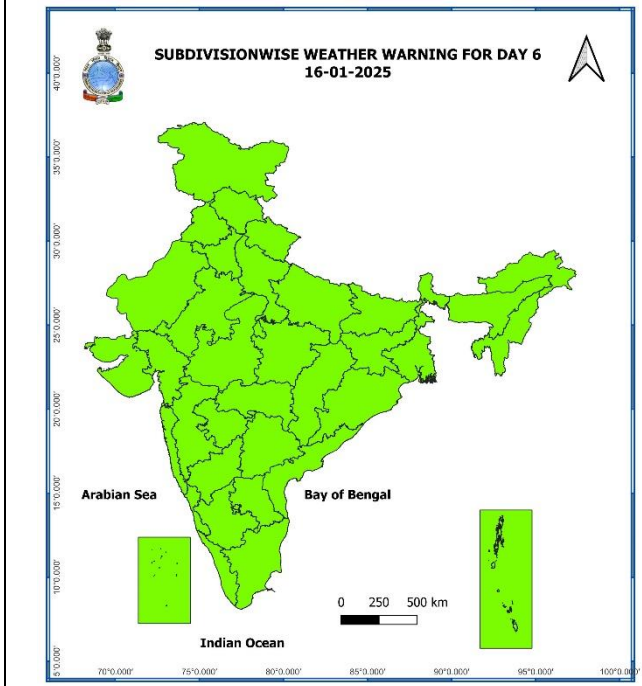 SUBDIVISIONWISE WEATHER WARNING FOR DAY 6
16-01-2025
40°0.000'
35°0.000'
30°0.000'
25°0.000'
20°0.000'
15°0.000'
10°0.000'
5°0.000'
Arabian Sea
Bay of Bengal
0 250 500 km
Indian Ocean
70°0.000' 75°0.000' 80°0.000' 85°0.000' 90°0.000' 95°0.000' 100°0.000'